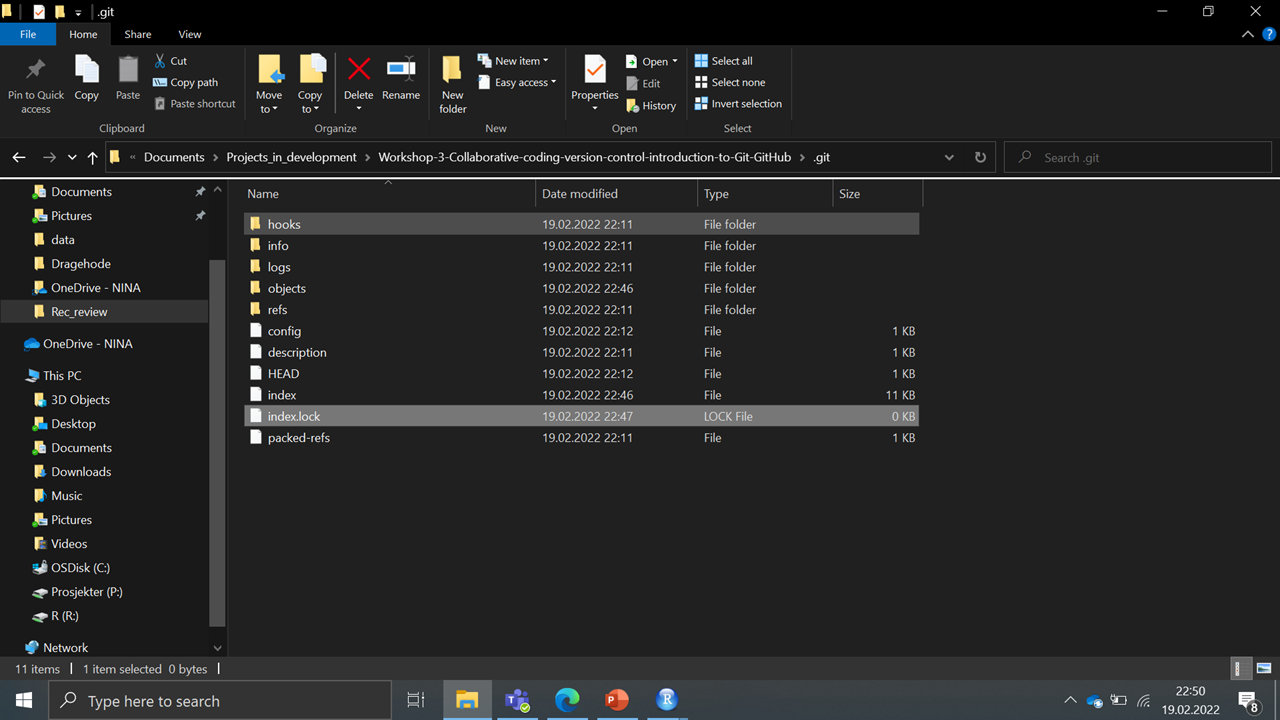 .git
File Home Share View
Pin to Quick access
Copy
Paste
Cut
Copy path
Paste shortcut
Clipboard
Move to
Copy to
Delete
Rename
Organize
New folder
New item
Easy access
New
Properties
Open
Edit
History
Open
Select all
Select none
Invert selection
Select
« Documents > Projects_in_development > Workshop-3-Collaborative-coding-version-control-introduction-to-Git-GitHub > .git
Search .git
Documents
Pictures
data
Dragehode
OneDrive - NINA
Rec_review
OneDrive - NINA
This PC
3D Objects
Desktop
Documents
Downloads
Music
Pictures
Videos
OSDisk (C:)
Prosjekter (P:)
R (R:)
Network
Name Date modified Type Size
hooks 19.02.2022 22:11 File folder
info 19.02.2022 22:11 File folder
logs 19.02.2022 22:11 File folder
objects 19.02.2022 22:46 File folder
refs 19.02.2022 22:11 File folder
config 19.02.2022 22:12 File 1 KB
description 19.02.2022 22:11 File 1 KB
HEAD 19.02.2022 22:12 File 1 KB
index 19.02.2022 22:46 File 11 KB
index.lock 19.02.2022 22:47 LOCK File 0 KB
packed-refs 19.02.2022 22:11 File 1 KB
11 items 1 item selected 0 bytes
Type here to search
22:50
19.02.2022
8